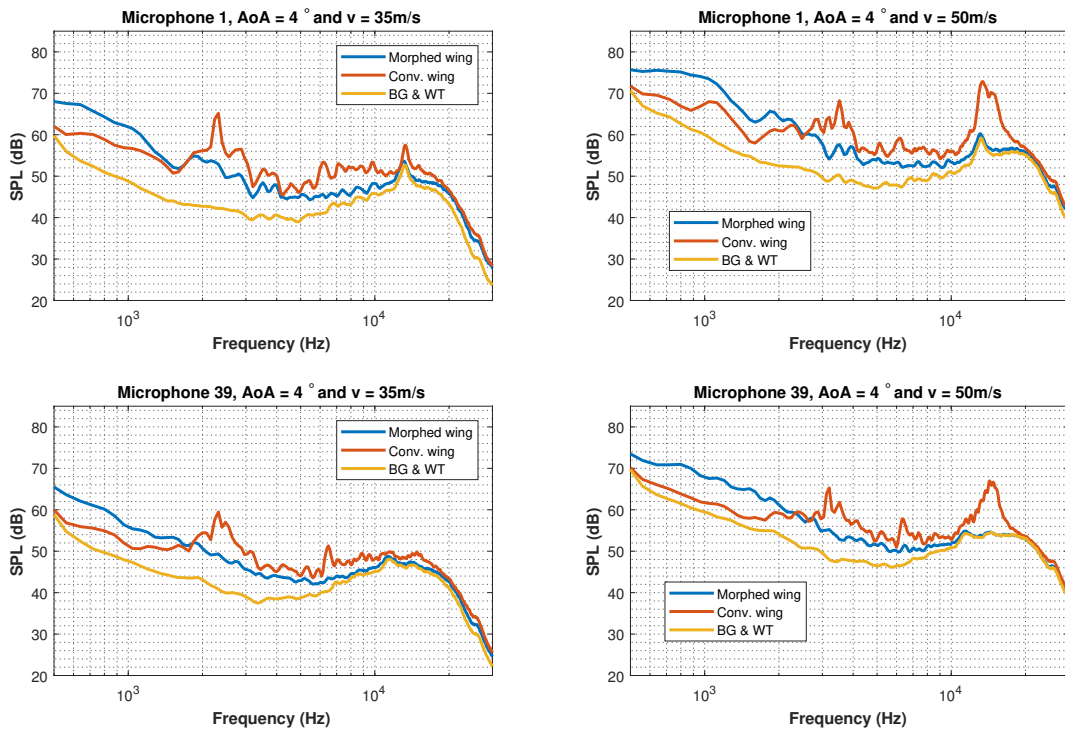 Microphone 1, AoA = 4 ° and v = 35m/s
80
70
60
50
40
30
20
SPL (dB)
Morphed wing
Conv. wing
BG & WT
10³
10⁴
Frequency (Hz)
Microphone 1, AoA = 4 ° and v = 50m/s
80
70
60
50
40
30
20
SPL (dB)
Morphed wing
Conv. wing
BG & WT
10³
10⁴
Frequency (Hz)
Microphone 39, AoA = 4 ° and v = 35m/s
80
70
60
50
40
30
20
SPL (dB)
Morphed wing
Conv. wing
BG & WT
10³
10⁴
Frequency (Hz)
Microphone 39, AoA = 4 ° and v = 50m/s
80
70
60
50
40
30
20
SPL (dB)
Morphed wing
Conv. wing
BG & WT
10³
10⁴
Frequency (Hz)